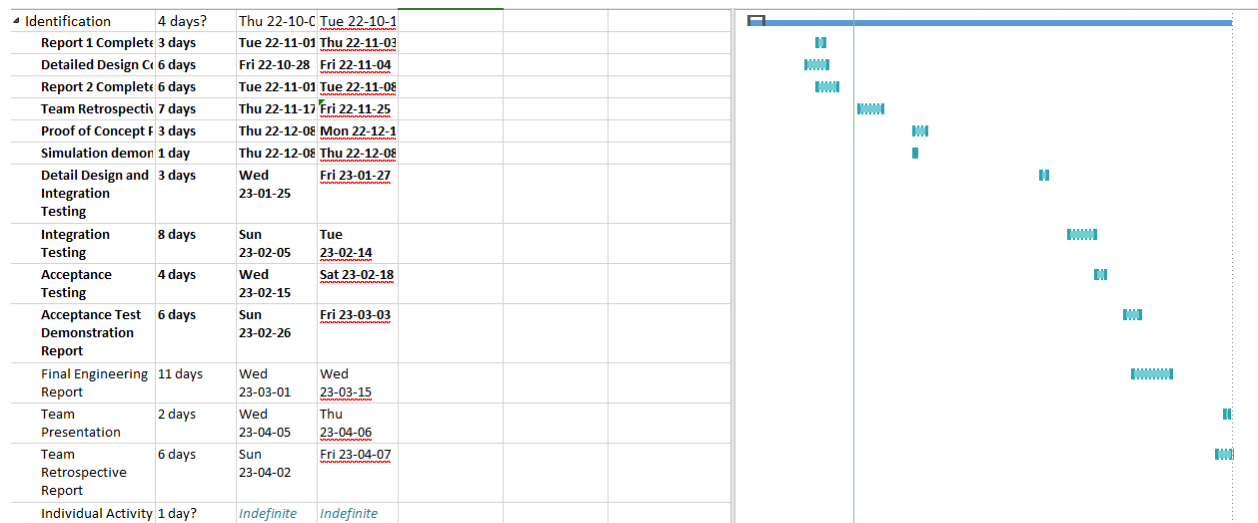 Identification 4 days? Thu 22-10-0 Tue 22-10-1
Report 1 Complete 3 days Tue 22-11-01 Thu 22-11-03
Detailed Design Co 6 days Fri 22-10-28 Fri 22-11-04
Report 2 Complete 6 days Tue 22-11-01 Tue 22-11-08
Team Retrospectiv 7 days Thu 22-11-17 Fri 22-11-25
Proof of Concept P 3 days Thu 22-12-08 Mon 22-12-1
Simulation demon 1 day Thu 22-12-08 Thu 22-12-08
Detail Design and 3 days Wed Fri 23-01-27
Integration 23-01-25
Testing
Integration 8 days Sun Tue
Testing 23-02-05 23-02-14
Acceptance 4 days Wed Sat 23-02-18
Testing 23-02-15
Acceptance Test 6 days Sun Fri 23-03-03
Demonstration 23-02-26
Report
Final Engineering 11 days Wed Wed
Report 23-03-01 23-03-15
Team 2 days Wed Thu
Presentation 23-04-05 23-04-06
Team 6 days Sun Fri 23-04-07
Retrospective 23-04-02
Report
Individual Activity 1 day? Indefinite Indefinite